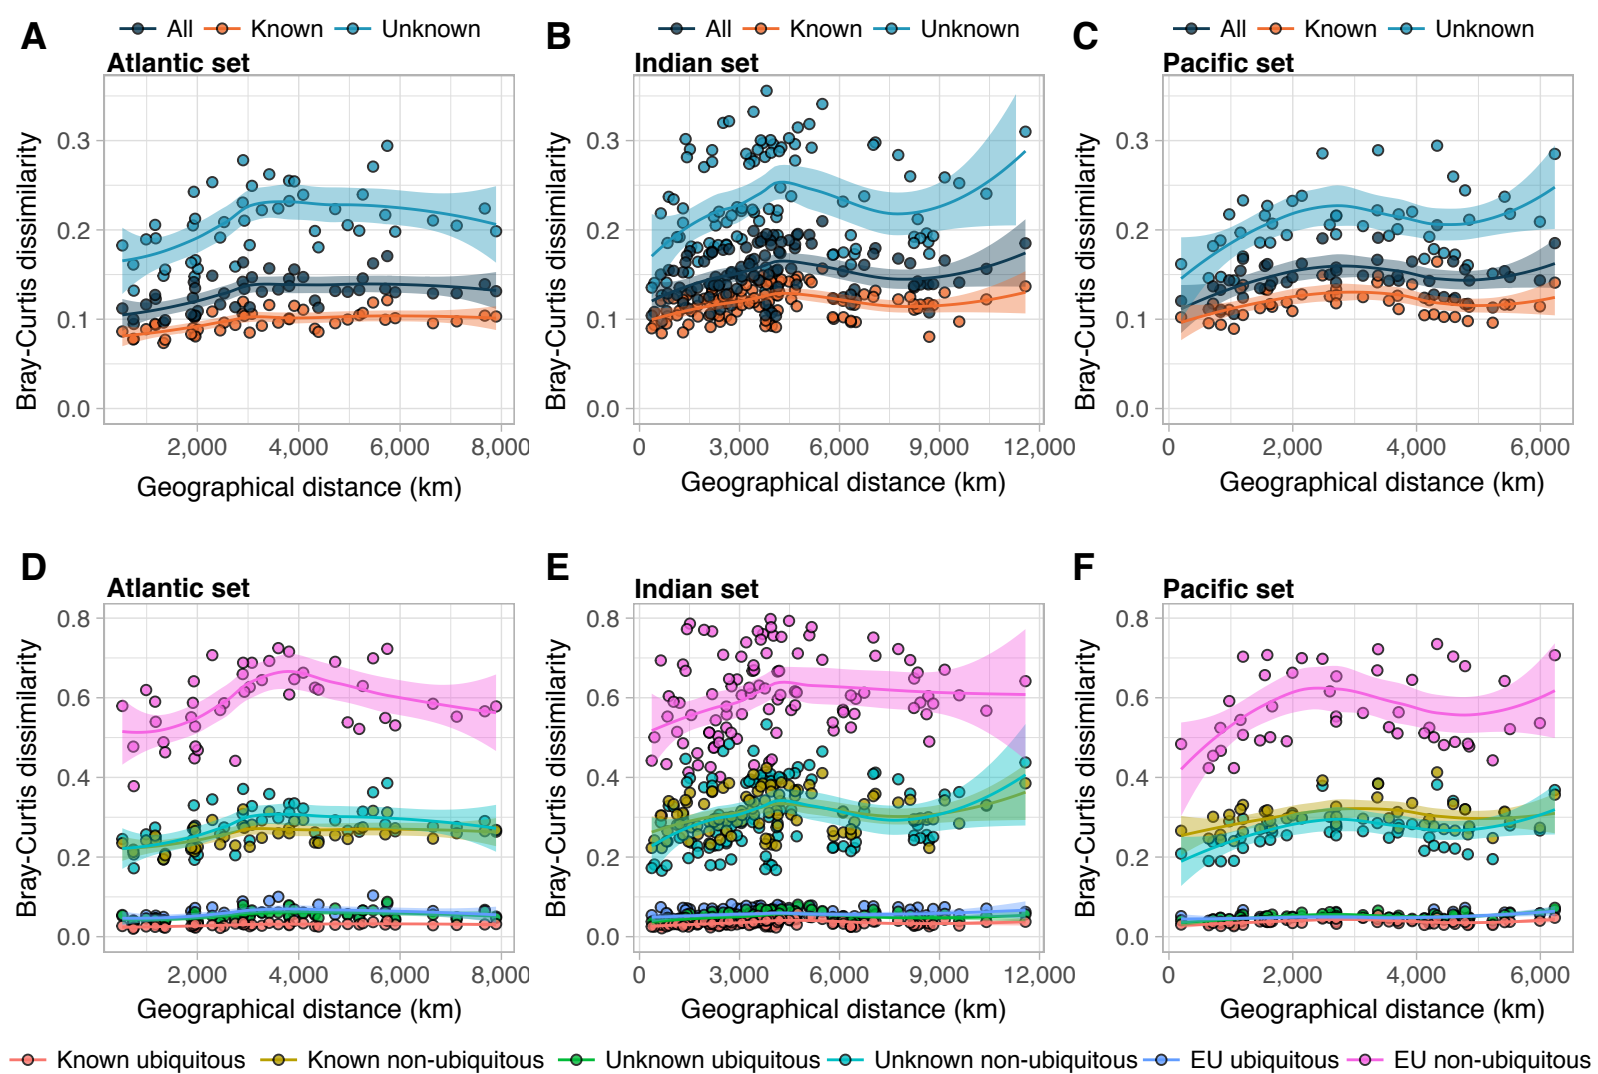 A All Known Unknown B All Known Unknown C All Known Unknown
Atlantic set Indian set Pacific set
Bray-Curtis dissimilarity
0.3
0.2
0.1
0.0
2,000 4,000 6,000 8,000
Geographical distance (km)
Bray-Curtis dissimilarity
0.3
0.2
0.1
0.0
0 3,000 6,000 9,000 12,000
Geographical distance (km)
Bray-Curtis dissimilarity
0.3
0.2
0.1
0.0
0 2,000 4,000 6,000
Geographical distance (km)
D E F
Atlantic set Indian set Pacific set
Bray-Curtis dissimilarity
0.8
0.6
0.4
0.2
0.0
2,000 4,000 6,000 8,000
Geographical distance (km)
Bray-Curtis dissimilarity
0.8
0.6
0.4
0.2
0.0
0 3,000 6,000 9,000 12,000
Geographical distance (km)
Bray-Curtis dissimilarity
0.8
0.6
0.4
0.2
0.0
0 2,000 4,000 6,000
Geographical distance (km)
Known ubiquitous Known non-ubiquitous Unknown ubiquitous Unknown non-ubiquitous EU ubiquitous EU non-ubiquitous